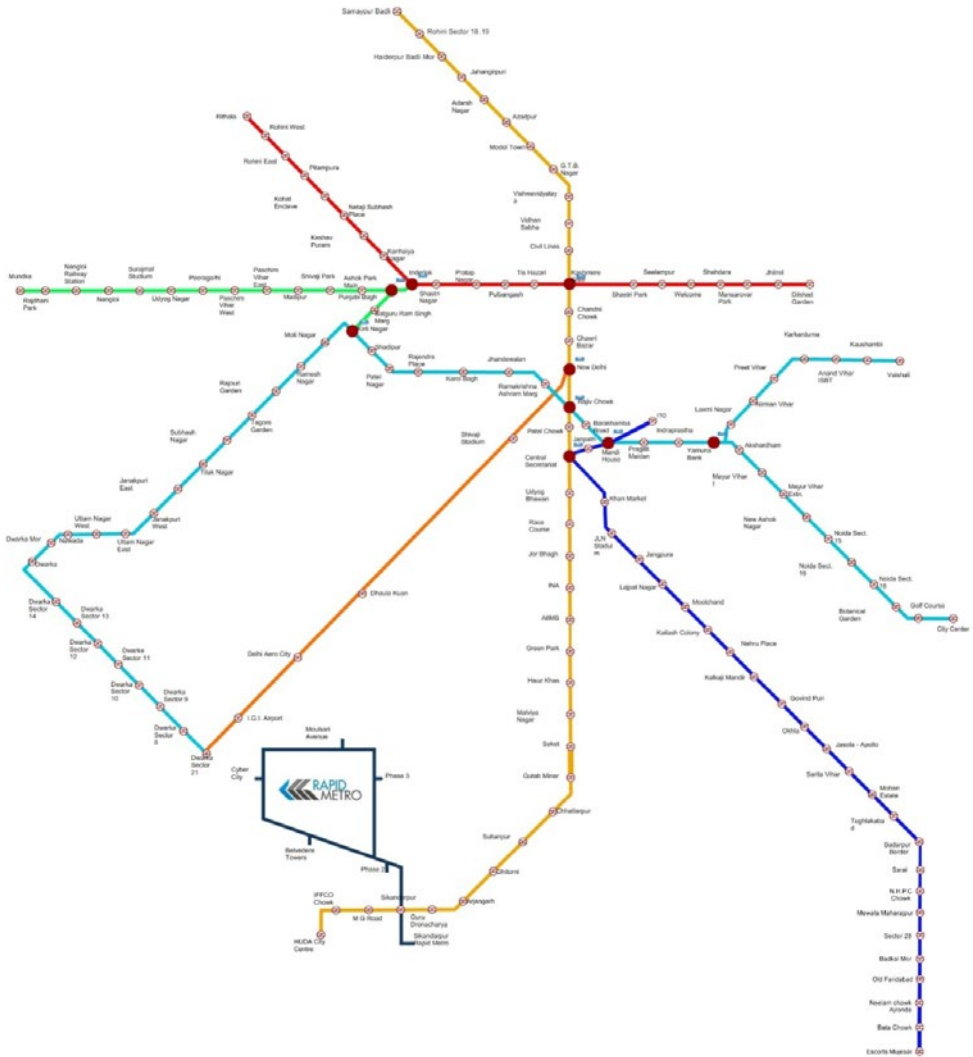 Samaypur Badli
Rohini Sector 18 19
Haiderpur Badli Mor
Jahangirpuri
Adarsh
Nagar
Azadpur
Model Town
G.T.B.
Nagar
Vishwavidyalay
a
Vidhan
Sabha
Civil Lines
Rithala
Rohini West
Rohini East
Pitampura
Kohat
Enclave
Netaji Subhash
Place
Keshav
Puram
Kanhaiya
Nagar
Inderlok
Shastri
Nagar
Pratap
Nagar
Pulbangash
Tis Hazari
Kashmere
Shastri Park
Seelampur
Welcome
Shahdara
Mansarovar
Park
Jhilmil
Dilshad
Garden
Mundka
Rajdhani
Park
Nangloi
Railway
Station
Nangloi
Surajmal
Stadium
Udyog Nagar
Peeragarhi
Paschim
Vihar
West
Paschim
Vihar
East
Madipur
Shivaji Park
Punjabi Bagh
Ashok Park
Main
Satguru Ram Singh
Marg
Kirti Nagar
Moti Nagar
Shadipur
Ramesh
Nagar
Patel
Nagar
Rajendra
Place
Karol Bagh
Jhandewalan
Ramakrishna
Ashram Marg
Rajouri
Garden
Tagore
Garden
Subhash
Nagar
Tilak Nagar
Janakpuri
East
Janakpuri
West
Uttam Nagar
West
Uttam Nagar
East
Nawada
Dwarka Mor
Dwarka
Dwarka
Sector
14
Dwarka
Sector 13
Dwarka
Sector
12
Dwarka
Sector 11
Dwarka
Sector
10
Dwarka
Sector 9
Dwarka
Sector
8
Dwarka
Sector
21
Chandni
Chowk
Chawri
Bazar
New Delhi
Rajiv Chowk
Patel Chowk
Central
Secretariat
Udyog
Bhawan
Race
Course
Jor Bhagh
INA
AIIMS
Green Park
Hauz Khas
Malviya
Nagar
Saket
Qutab Minar
Chhattarpur
Sultanpur
Ghitorni
Arjangarh
Guru
Dronacharya
Sikandarpur
M G Road
IFFCO
Chowk
HUDA City
Centre
Shivaji
Stadium
Dhaula Kuan
Delhi Aero City
I.G.I. Airport
Barakhamba
Road
Janpath
Mandi
House
ITO
Pragati
Maidan
Indraprastha
Yamuna
Bank
Laxmi Nagar
Nirman Vihar
Preet Vihar
Karkarduma
Anand Vihar
ISBT
Kaushambi
Vaishali
Akshardham
Mayur Vihar
1
Mayur Vihar
Extn.
New Ashok
Nagar
Noida Sect.
15
Noida Sect.
16
Noida Sect.
18
Botanical
Garden
Golf Course
City Center
Khan Market
JLN
Stadiu
m
Jangpura
Lajpat Nagar
Moolchand
Kailash Colony
Nehru Place
Kalkaji Mandir
Govind Puri
Okhla
Jasola - Apollo
Sarita Vihar
Mohan
Estate
Tughlakaba
d
Badarpur
Border
Sarai
N.H.P.C
Chowk
Mewala Maharajpur
Sector 28
Badkal Mor
Old Faridabad
Neelam chowk
Ajronda
Bata Chowk
Escorts Mujesar
Moulsari
Avenue
Cyber
City
Phase 3
RAPID
METRO
Belvedere
Towers
Phase 2
Sikandarpur
Rapid Metro